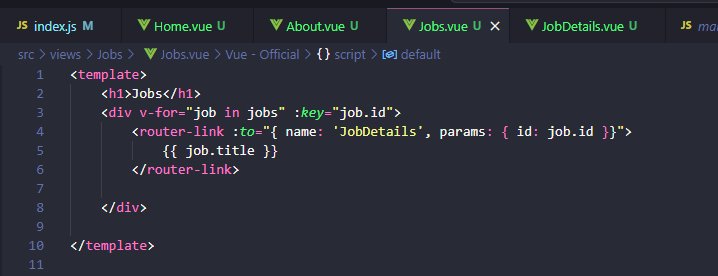 JS index.js M Home.vue U About.vue U Jobs.vue U × JobDetails.vue U JS
src > views > Jobs > Jobs.vue > Vue - Official > {} script > default
1 <template>
2     <h1>Jobs</h1>
3     <div v-for="job in jobs" :key="job.id">
4         <router-link :to="{ name: 'JobDetails', params: { id: job.id }}">
5             {{ job.title }}
6         </router-link>
7
8     </div>
9
10 </template>
11